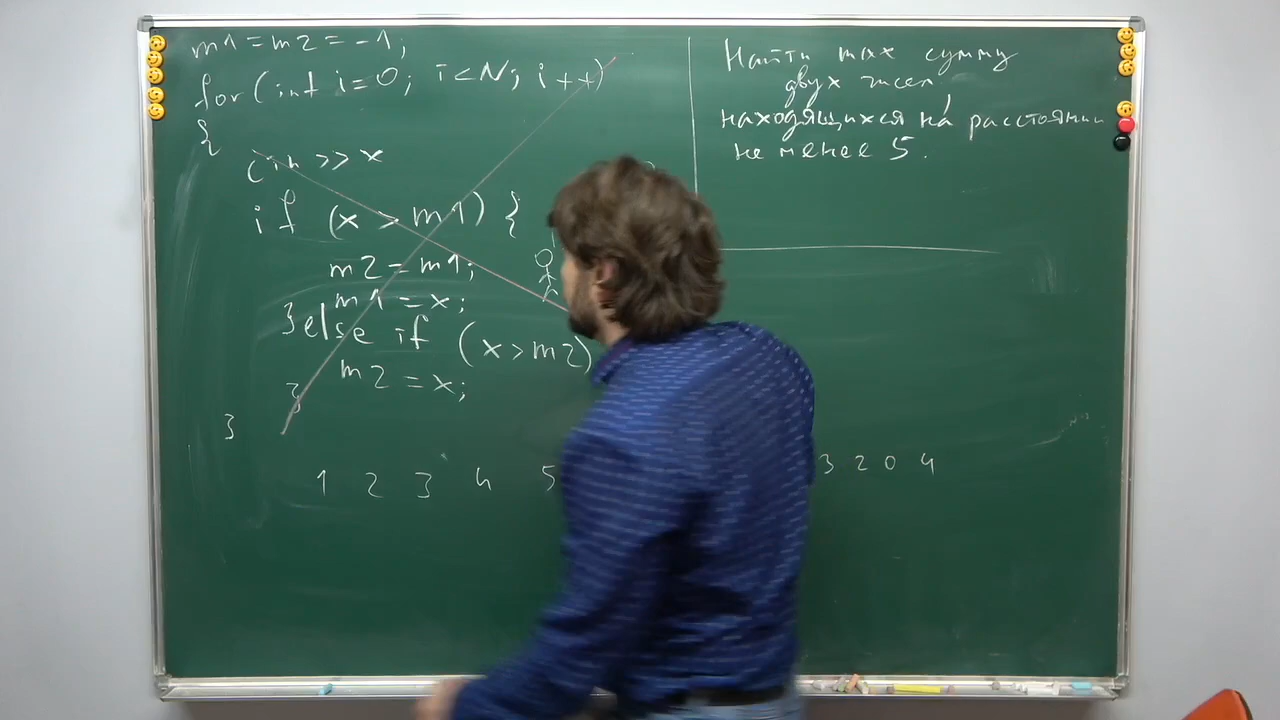 m1 = m2 = -1;
for (int i=0; i<N; i++)
{
cin >> x
if (x > m1) {
m2 = m1;
m1 = x;
} else if (x > m2)
m2 = x;
}
}
1 2 3 4 5
3 2 0 4
Найти max сумму
двух чисел,
находящихся на расстоянии
не менее 5.